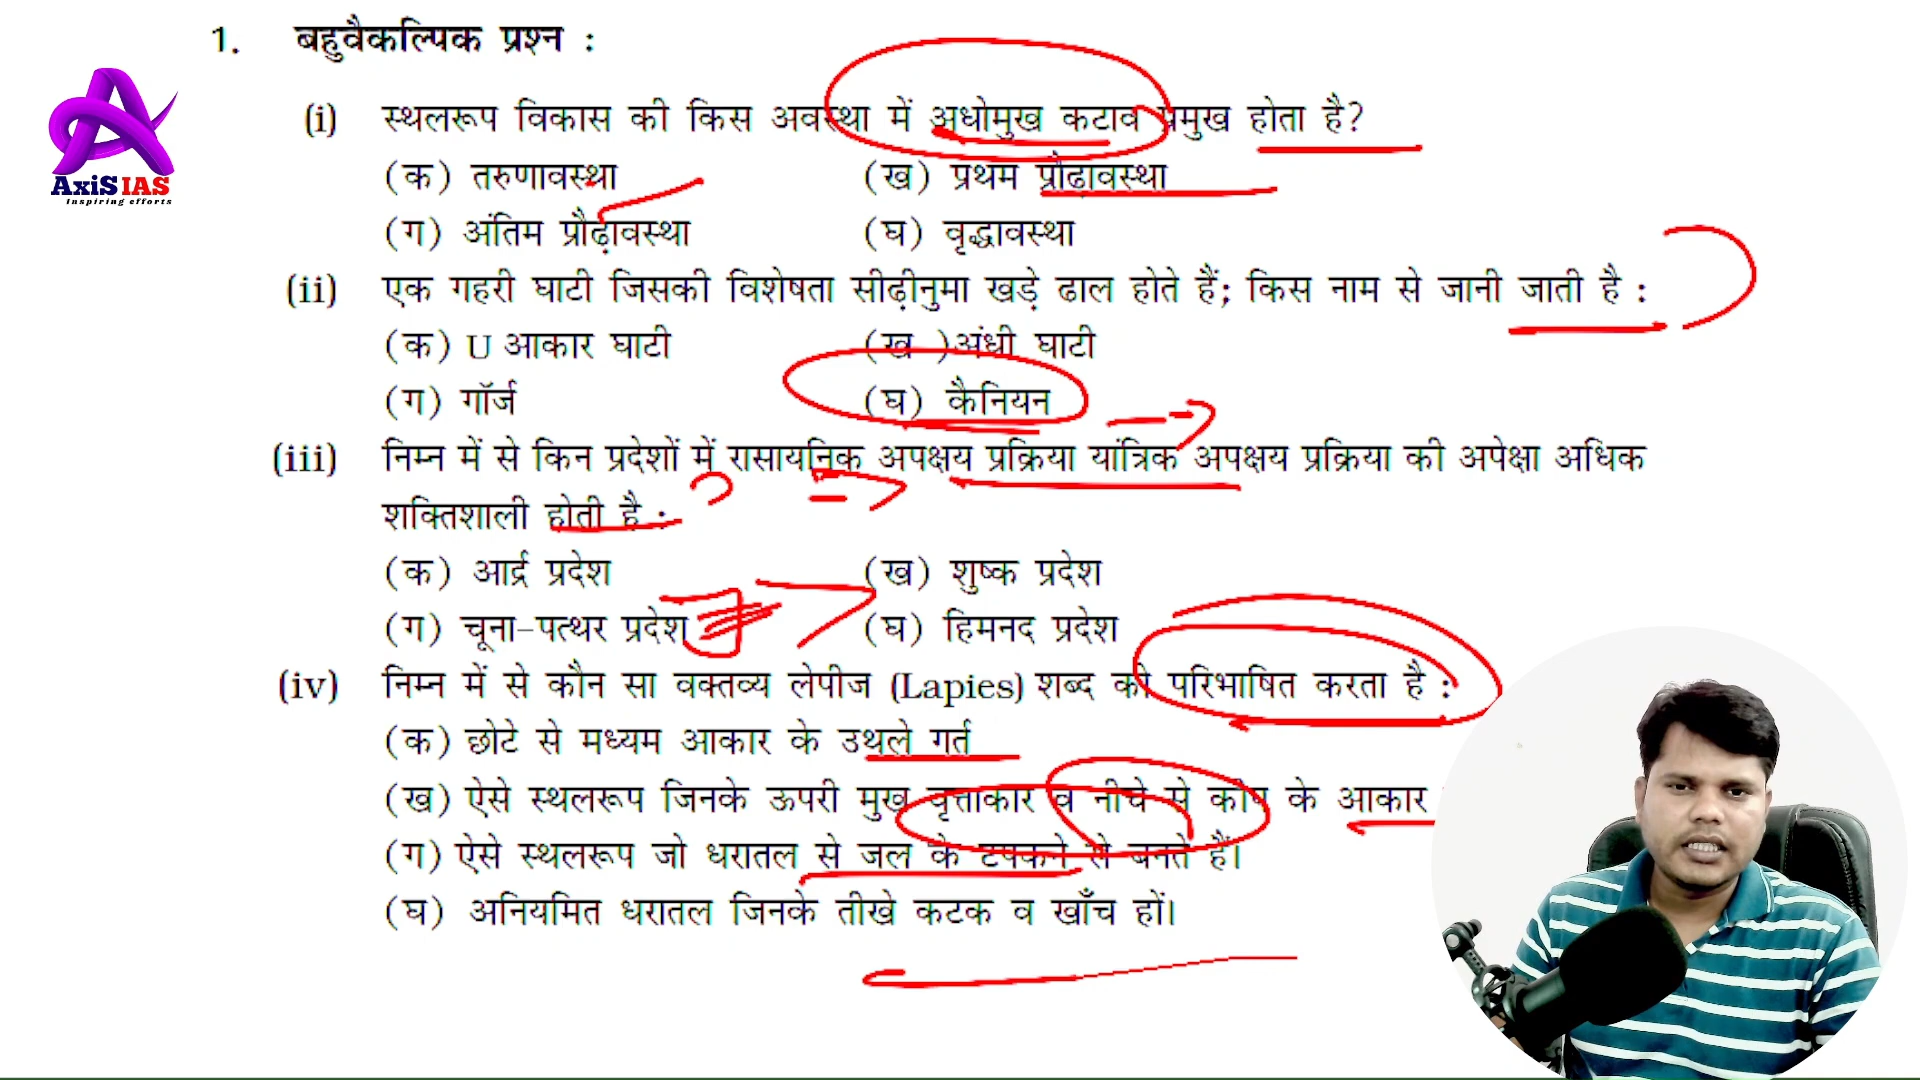 1. बहुवैकल्पिक प्रश्न :
AxiS IAS
Inspiring efforts
(i) स्थलरूप विकास की किस अवस्था में अधोमुख कटाव प्रमुख होता है?
(क) तरुणावस्था (ख) प्रथम प्रौढ़ावस्था
(ग) अंतिम प्रौढ़ावस्था (घ) वृद्धावस्था
(ii) एक गहरी घाटी जिसकी विशेषता सीढ़ीनुमा खड़े ढाल होते हैं; किस नाम से जानी जाती है :
(क) U आकार घाटी (ख )अंधी घाटी
(ग) गॉर्ज (घ) कैनियन
(iii) निम्न में से किन प्रदेशों में रासायनिक अपक्षय प्रक्रिया यांत्रिक अपक्षय प्रक्रिया की अपेक्षा अधिक
शक्तिशाली होती है :
(क) आर्द्र प्रदेश (ख) शुष्क प्रदेश
(ग) चूना-पत्थर प्रदेश (घ) हिमनद प्रदेश
(iv) निम्न में से कौन सा वक्तव्य लेपीज (Lapies) शब्द को परिभाषित करता है :
(क) छोटे से मध्यम आकार के उथले गर्त
(ख) ऐसे स्थलरूप जिनके ऊपरी मुख वृत्ताकार व नीचे से कीप के आकार
(ग) ऐसे स्थलरूप जो धरातल से जल के टपकने से बनते हैं।
(घ) अनियमित धरातल जिनके तीखे कटक व खाँच हों।